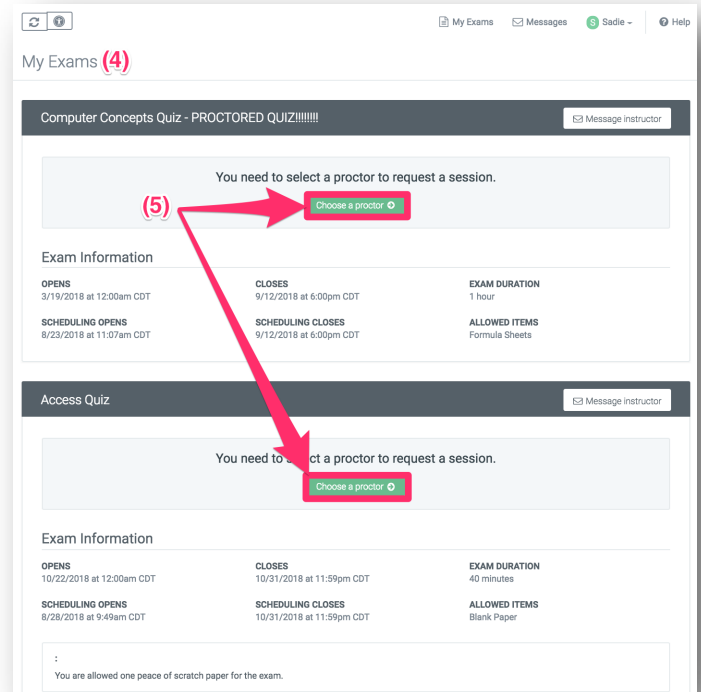 My Exams Messages S Sadie Help
My Exams (4)
Computer Concepts Quiz - PROCTORED QUIZ!!!!!!!! Message instructor
You need to select a proctor to request a session.
(5) Choose a proctor
Exam Information
OPENS CLOSES EXAM DURATION
3/19/2018 at 12:00am CDT 9/12/2018 at 6:00pm CDT 1 hour
SCHEDULING OPENS SCHEDULING CLOSES ALLOWED ITEMS
8/23/2018 at 11:07am CDT 9/12/2018 at 6:00pm CDT Formula Sheets
Access Quiz Message instructor
You need to ct a proctor to request a session.
Choose a proctor
Exam Information
OPENS CLOSES EXAM DURATION
10/22/2018 at 12:00am CDT 10/31/2018 at 11:59pm CDT 40 minutes
SCHEDULING OPENS SCHEDULING CLOSES ALLOWED ITEMS
8/28/2018 at 9:49am CDT 10/31/2018 at 11:59pm CDT Blank Paper
:
You are allowed one peace of scratch paper for the exam.